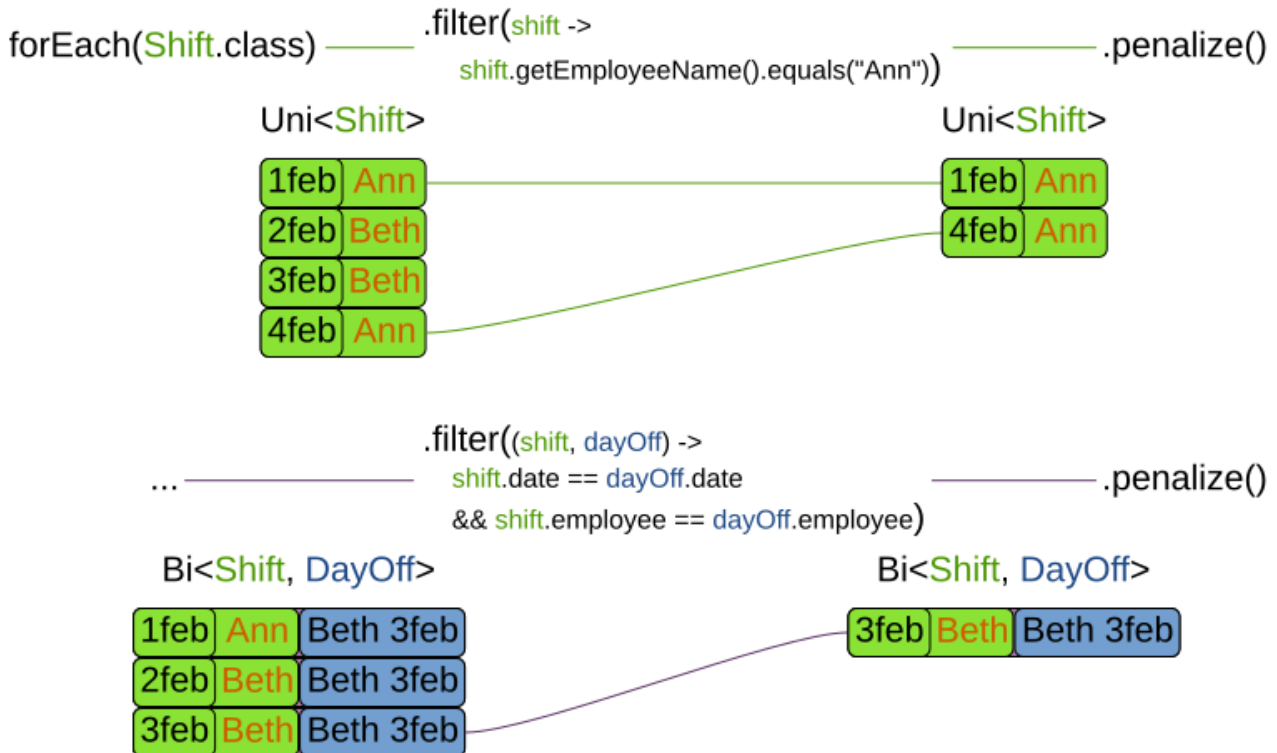 forEach(Shift.class)
.filter(shift ->
shift.getEmployeeName().equals("Ann"))
.penalize()
Uni<Shift>
Uni<Shift>
1feb Ann
1feb Ann
2feb Beth
4feb Ann
3feb Beth
4feb Ann
.filter((shift, dayOff) ->
... shift.date == dayOff.date .penalize()
&& shift.employee == dayOff.employee)
Bi<Shift, DayOff>
Bi<Shift, DayOff>
1feb Ann Beth 3feb
3feb Beth Beth 3feb
2feb Beth Beth 3feb
3feb Beth Beth 3feb